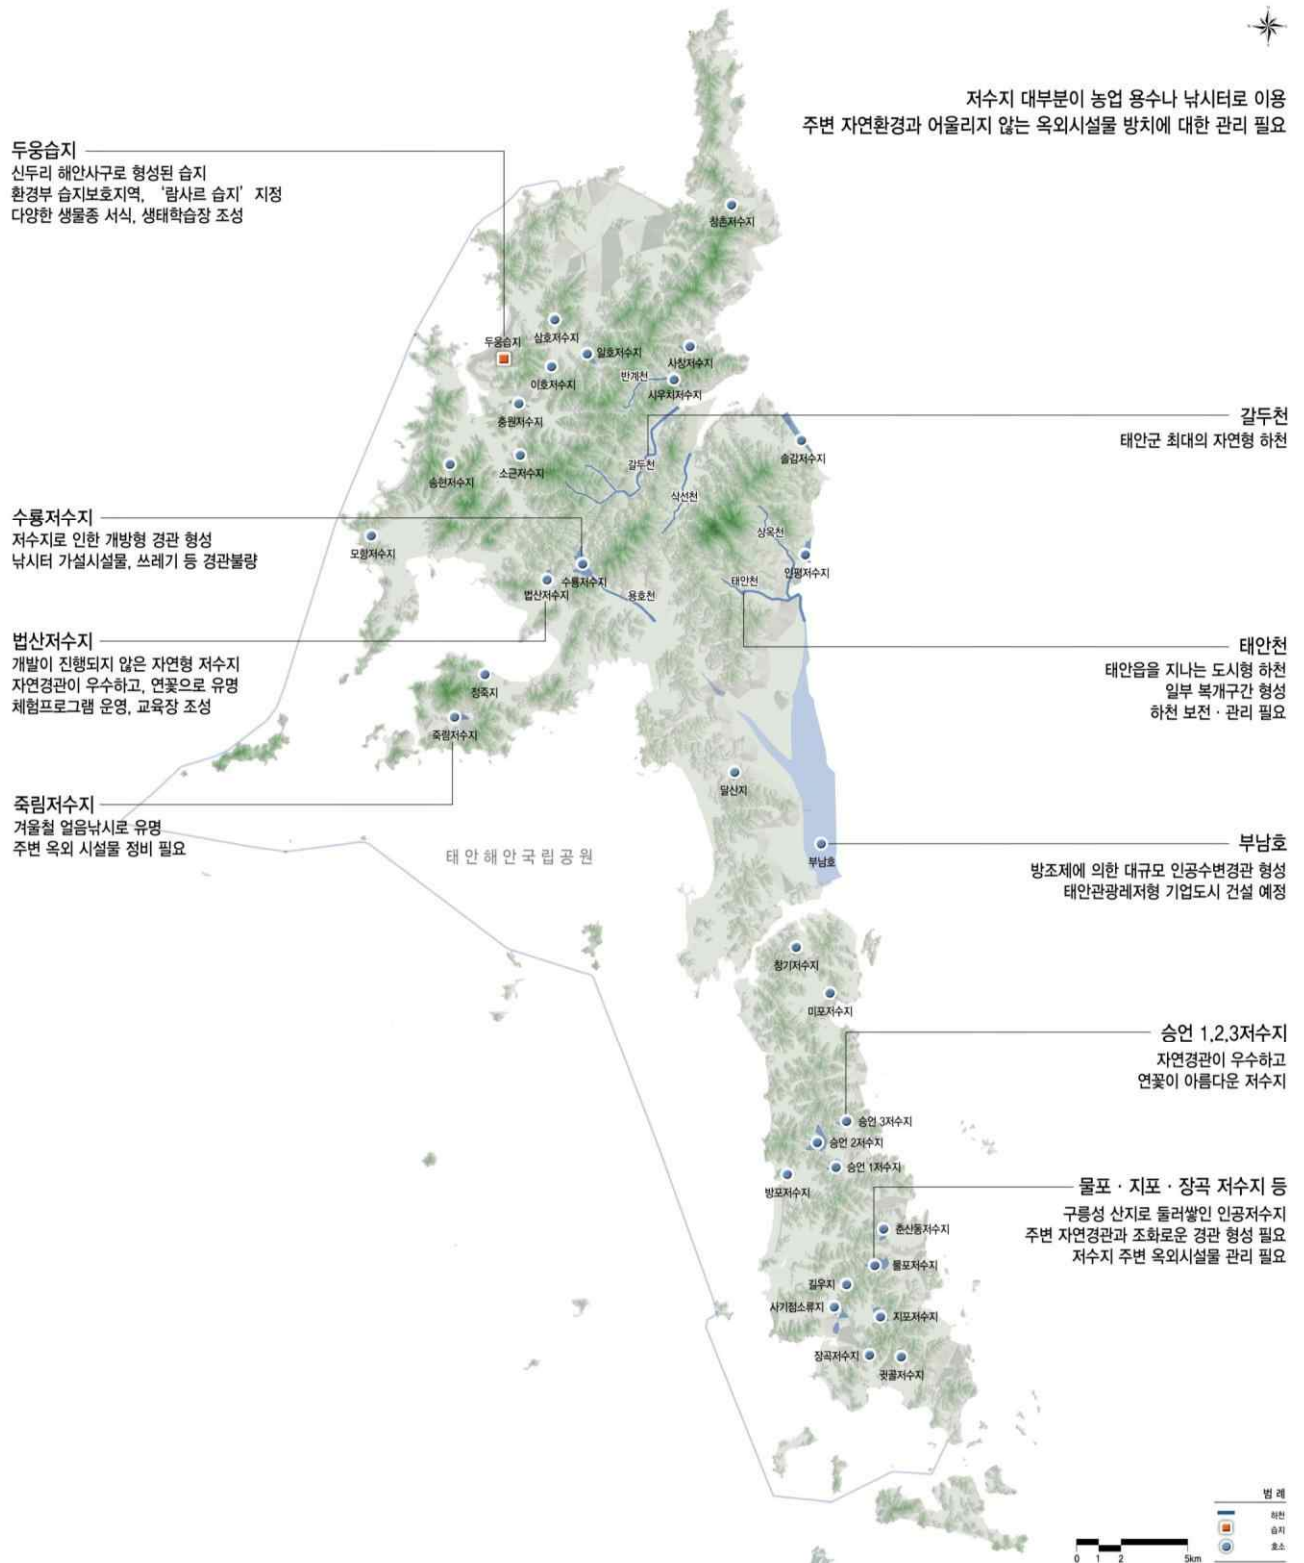 저수지 대부분이 농업 용수나 낚시터로 이용
주변 자연환경과 어울리지 않는 옥외시설물 방치에 대한 관리 필요
두웅습지
신두리 해안사구로 형성된 습지
환경부 습지보호지역, ‘람사르 습지’ 지정
다양한 생물종 서식, 생태학습장 조성
창촌저수지
삼호저수지
두웅습지
일호저수지
사창저수지
이호저수지
반계천
시우치저수지
갈두천
태안군 최대의 자연형 하천
솔감저수지
송현저수지
소근저수지
갈두천
식선천
수룡저수지
저수지로 인한 개방형 경관 형성
낚시터 가설시설물, 쓰레기 등 경관불량
모항저수지
상옥천
인평저수지
수룡저수지
법산저수지
태안천
용호천
법산저수지
개발이 진행되지 않은 자연형 저수지
자연경관이 우수하고, 연꽃으로 유명
체험프로그램 운영, 교육장 조성
태안천
태안읍을 지나는 도시형 하천
일부 복개구간 형성
하천 보전 · 관리 필요
정죽지
죽림저수지
달산지
죽림저수지
겨울철 얼음낚시로 유명
주변 옥외 시설물 정비 필요
태안해안국립공원
부남호
부남호
방조제에 의한 대규모 인공수변경관 형성
태안관광레저형 기업도시 건설 예정
창기저수지
미포저수지
승언 1,2,3저수지
자연경관이 우수하고
연꽃이 아름다운 저수지
승언 3저수지
승언 2저수지
승언 1저수지
방포저수지
물포 · 지포 · 장곡 저수지 등
구릉성 산지로 둘러쌓인 인공저수지
주변 자연경관과 조화로운 경관 형성 필요
저수지 주변 옥외시설물 관리 필요
물포저수지
길우지
사기점소류지
지포저수지
장곡저수지
범례
하천
습지
호소
0 1 2 5km